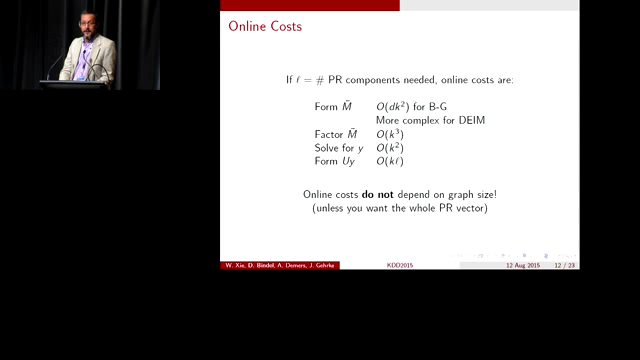 Online Costs
If ℓ = # PR components needed, online costs are:
Form M̃ O(dk²) for B-G
More complex for DEIM
Factor M̃ O(k³)
Solve for y O(k²)
Form Uy O(kℓ)
Online costs do not depend on graph size!
(unless you want the whole PR vector)
W. Xie, D. Bindel, A. Demers, J. Gehrke KDD2015 12 Aug 2015 12 / 23